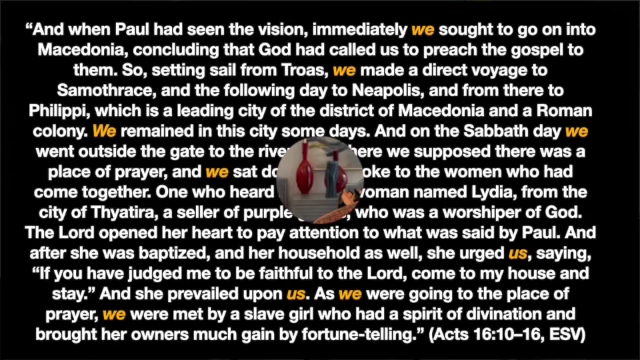 “And when Paul had seen the vision, immediately we sought to go on into
Macedonia, concluding that God had called us to preach the gospel to
them. So, setting sail from Troas, we made a direct voyage to
Samothrace, and the following day to Neapolis, and from there to
Philippi, which is a leading city of the district of Macedonia and a Roman
colony. We remained in this city some days. And on the Sabbath day we
went outside the gate to the here we supposed there was a
place of prayer, and we sat oke to the women who had
come together. One who heard woman named Lydia, from the
city of Thyatira, a seller of purple who was a worshiper of God.
The Lord opened her heart to pay attention to what was said by Paul. And
after she was baptized, and her household as well, she urged us, saying,
“If you have judged me to be faithful to the Lord, come to my house and
stay.” And she prevailed upon us. As we were going to the place of
prayer, we were met by a slave girl who had a spirit of divination and
brought her owners much gain by fortune-telling.” (Acts 16:10–16, ESV)